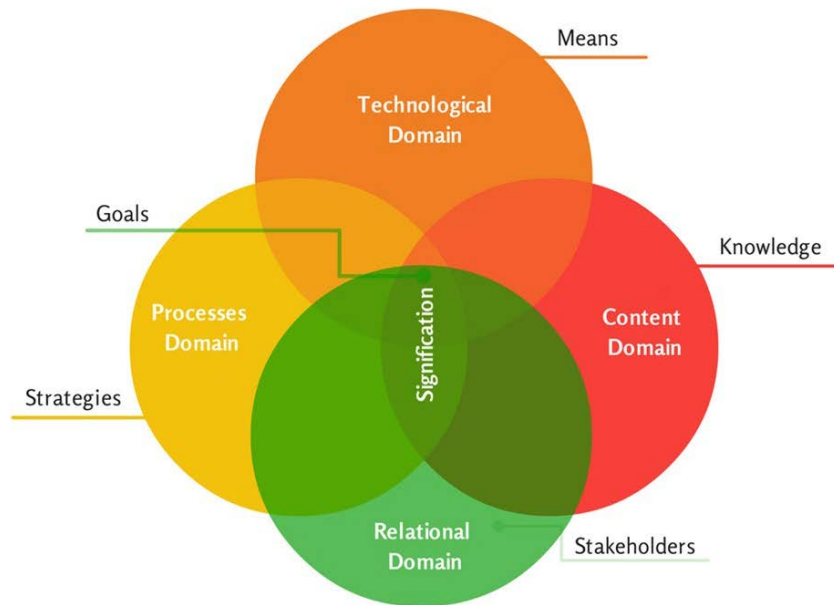 Means
Technological
Domain
Goals
Knowledge
Processes
Domain
Signification
Content
Domain
Strategies
Relational
Domain
Stakeholders